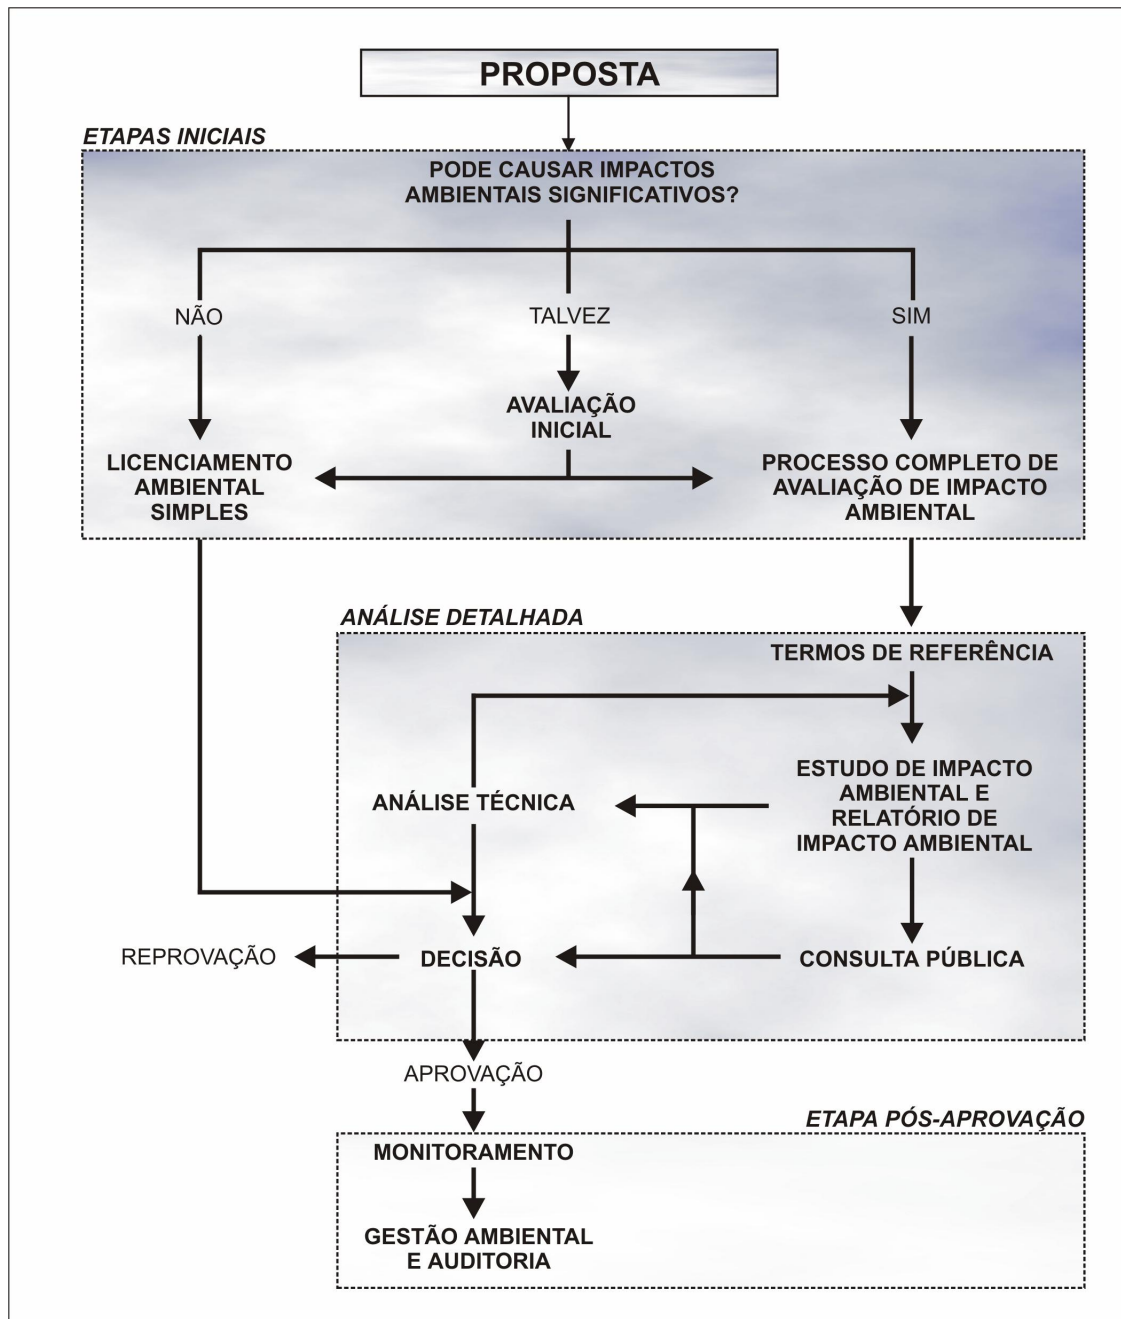 PROPOSTA
ETAPAS INICIAIS
PODE CAUSAR IMPACTOS
AMBIENTAIS SIGNIFICATIVOS?
NÃO
TALVEZ
SIM
AVALIAÇÃO
INICIAL
LICENCIAMENTO
AMBIENTAL
SIMPLES
PROCESSO COMPLETO DE
AVALIAÇÃO DE IMPACTO
AMBIENTAL
ANÁLISE DETALHADA
TERMOS DE REFERÊNCIA
ESTUDO DE IMPACTO
AMBIENTAL E
RELATÓRIO DE
IMPACTO AMBIENTAL
ANÁLISE TÉCNICA
REPROVAÇÃO
DECISÃO
CONSULTA PÚBLICA
APROVAÇÃO
ETAPA PÓS-APROVAÇÃO
MONITORAMENTO
GESTÃO AMBIENTAL
E AUDITORIA